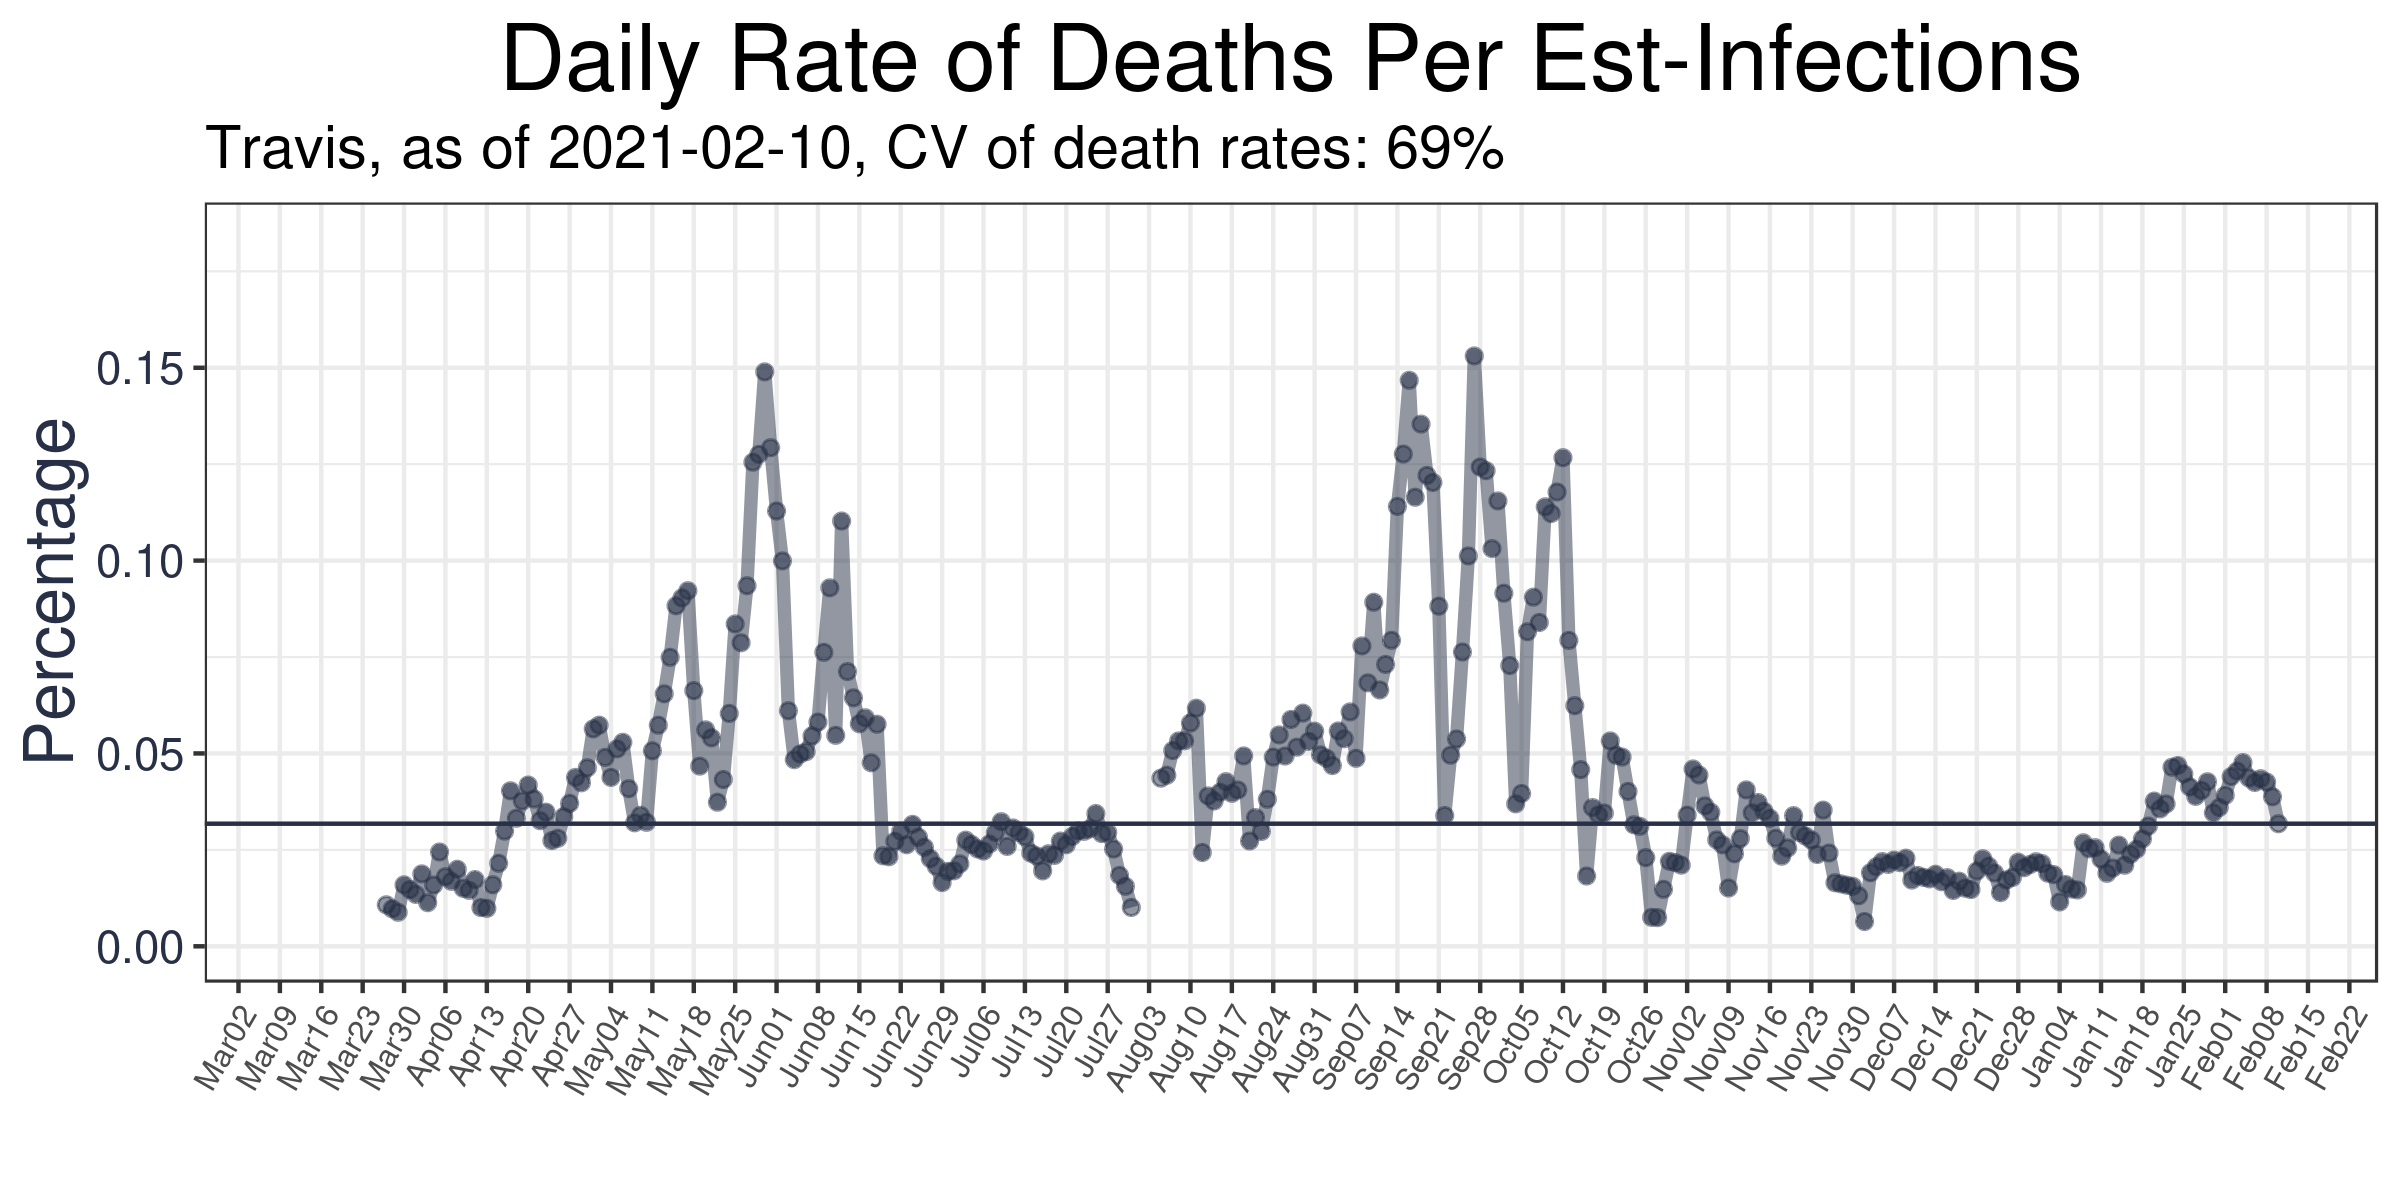 Daily Rate of Deaths Per Est-Infections
Travis, as of 2021-02-10, CV of death rates: 69%
Percentage
0.15
0.10
0.05
0.00
Mar02
Mar09
Mar16
Mar23
Mar30
Apr06
Apr13
Apr20
Apr27
May04
May11
May18
May25
Jun01
Jun08
Jun15
Jun22
Jun29
Jul06
Jul13
Jul20
Jul27
Aug03
Aug10
Aug17
Aug24
Aug31
Sep07
Sep14
Sep21
Sep28
Oct05
Oct12
Oct19
Oct26
Nov02
Nov09
Nov16
Nov23
Nov30
Dec07
Dec14
Dec21
Dec28
Jan04
Jan11
Jan18
Jan25
Feb01
Feb08
Feb15
Feb22